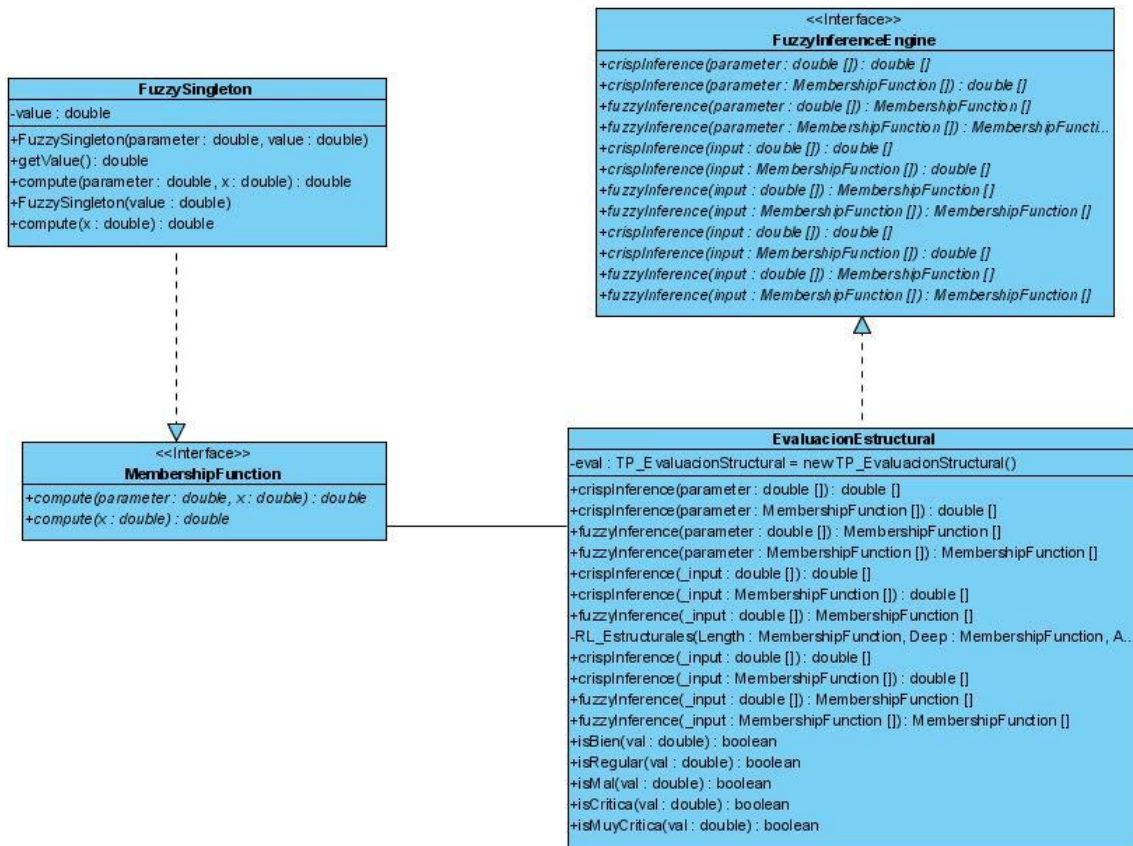 FuzzySingleton
-value : double
+FuzzySingleton(parameter : double, value : double)
+getValue() : double
+compute(parameter : double, x : double) : double
+FuzzySingleton(value : double)
+compute(x : double) : double
<<Interface>>
FuzzyInferenceEngine
+crispInference(parameter : double []) : double []
+crispInference(parameter : MembershipFunction []) : double []
+fuzzyInference(parameter : double []) : MembershipFunction []
+fuzzyInference(parameter : MembershipFunction []) : MembershipFuncti...
+crispInference(input : double []) : double []
+crispInference(input : MembershipFunction []) : double []
+fuzzyInference(input : double []) : MembershipFunction []
+fuzzyInference(input : MembershipFunction []) : MembershipFunction []
+crispInference(input : double []) : double []
+crispInference(input : MembershipFunction []) : double []
+fuzzyInference(input : double []) : MembershipFunction []
+fuzzyInference(input : MembershipFunction []) : MembershipFunction []
<<Interface>>
MembershipFunction
+compute(parameter : double, x : double) : double
+compute(x : double) : double
EvaluacionEstructural
-eval : TP_EvaluacionStructural = new TP_EvaluacionStructural()
+crispInference(parameter : double []) : double []
+crispInference(parameter : MembershipFunction []) : double []
+fuzzyInference(parameter : double []) : MembershipFunction []
+fuzzyInference(parameter : MembershipFunction []) : MembershipFunction []
+crispInference(_input : double []) : double []
+crispInference(_input : MembershipFunction []) : double []
+fuzzyInference(_input : double []) : MembershipFunction []
-RL_Estructurales(Length : MembershipFunction, Deep : MembershipFunction, A...
+crispInference(_input : double []) : double []
+crispInference(_input : MembershipFunction []) : double []
+fuzzyInference(_input : double []) : MembershipFunction []
+fuzzyInference(_input : MembershipFunction []) : MembershipFunction []
+isBien(val : double) : boolean
+isRegular(val : double) : boolean
+isMal(val : double) : boolean
+isCritica(val : double) : boolean
+isMuyCritica(val : double) : boolean